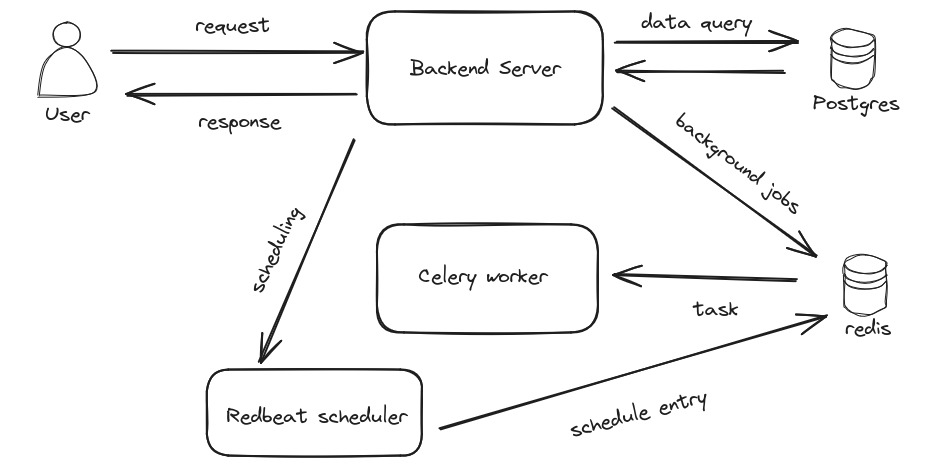 request
data query
Backend Server
User
Postgres
response
background jobs
scheduling
Celery worker
task
redis
Redbeat scheduler
schedule entry